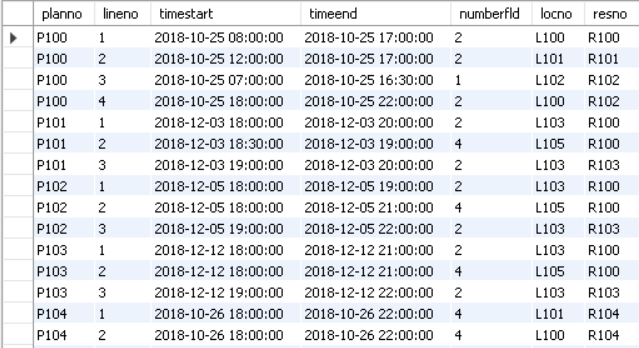 planno lineno timestart timeend numberfld locno resno
P100 1 2018-10-25 08:00:00 2018-10-25 17:00:00 2 L100 R100
P100 2 2018-10-25 12:00:00 2018-10-25 17:00:00 2 L101 R101
P100 3 2018-10-25 07:00:00 2018-10-25 16:30:00 1 L102 R102
P100 4 2018-10-25 18:00:00 2018-10-25 22:00:00 2 L100 R102
P101 1 2018-12-03 18:00:00 2018-12-03 20:00:00 2 L103 R100
P101 2 2018-12-03 18:30:00 2018-12-03 19:00:00 4 L105 R100
P101 3 2018-12-03 19:00:00 2018-12-03 20:00:00 2 L103 R103
P102 1 2018-12-05 18:00:00 2018-12-05 19:00:00 2 L103 R100
P102 2 2018-12-05 18:00:00 2018-12-05 21:00:00 4 L105 R100
P102 3 2018-12-05 19:00:00 2018-12-05 22:00:00 2 L103 R103
P103 1 2018-12-12 18:00:00 2018-12-12 21:00:00 2 L103 R100
P103 2 2018-12-12 18:00:00 2018-12-12 21:00:00 4 L105 R100
P103 3 2018-12-12 19:00:00 2018-12-12 22:00:00 2 L103 R103
P104 1 2018-10-26 18:00:00 2018-10-26 22:00:00 4 L101 R104
P104 2 2018-10-26 18:00:00 2018-10-26 22:00:00 4 L100 R104